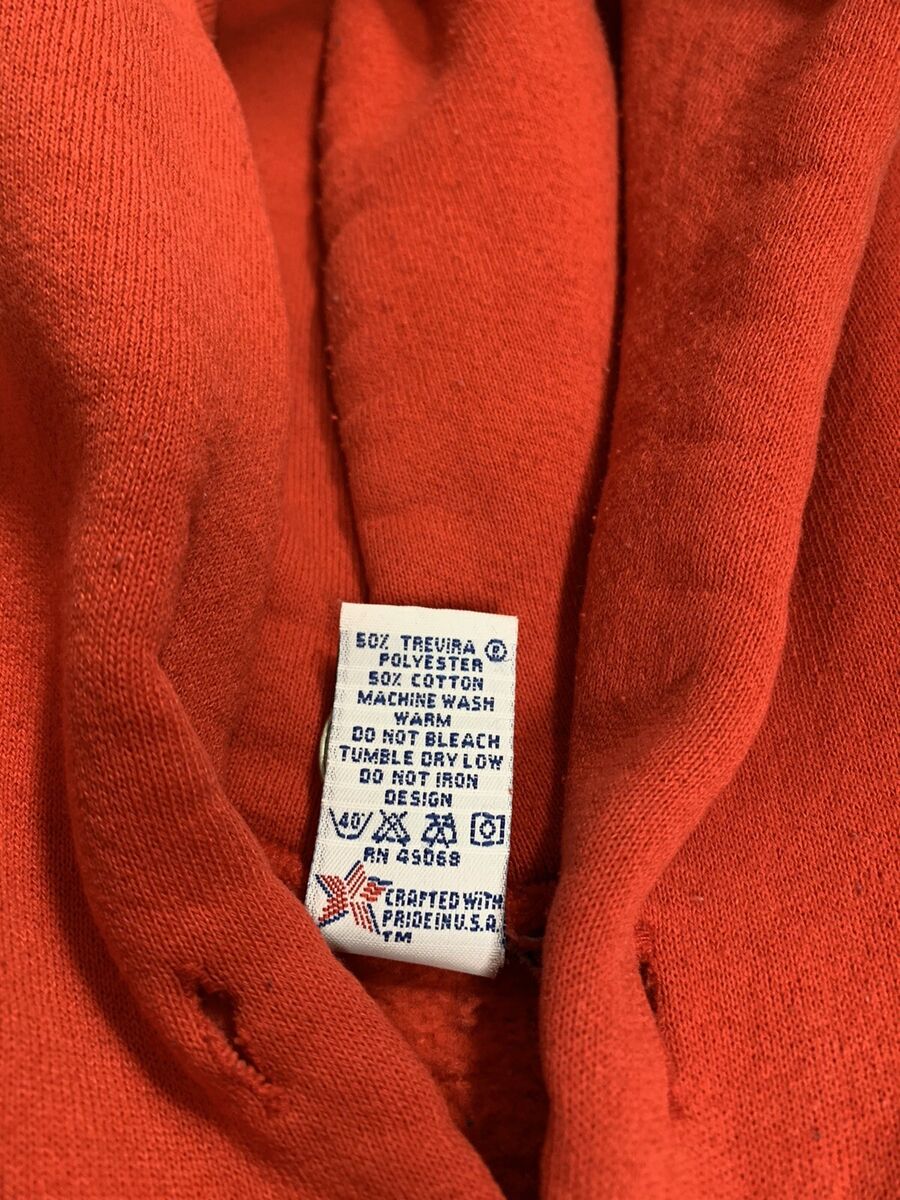 50% TREVIRA ®
POLYESTER
50% COTTON
MACHINE WASH
WARM
DO NOT BLEACH
TUMBLE DRY LOW
DO NOT IRON
DESIGN
40
RN 45068
CRAFTED WITH
PRIDE IN U.S.A.
TM